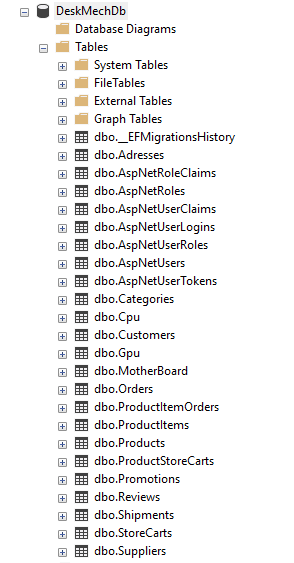 DeskMechDb
Database Diagrams
Tables
System Tables
FileTables
External Tables
Graph Tables
dbo.__EFMigrationsHistory
dbo.Adresses
dbo.AspNetRoleClaims
dbo.AspNetRoles
dbo.AspNetUserClaims
dbo.AspNetUserLogins
dbo.AspNetUserRoles
dbo.AspNetUsers
dbo.AspNetUserTokens
dbo.Categories
dbo.Cpu
dbo.Customers
dbo.Gpu
dbo.MotherBoard
dbo.Orders
dbo.ProductItemOrders
dbo.ProductItems
dbo.Products
dbo.ProductStoreCarts
dbo.Promotions
dbo.Reviews
dbo.Shipments
dbo.StoreCarts
dbo.Suppliers